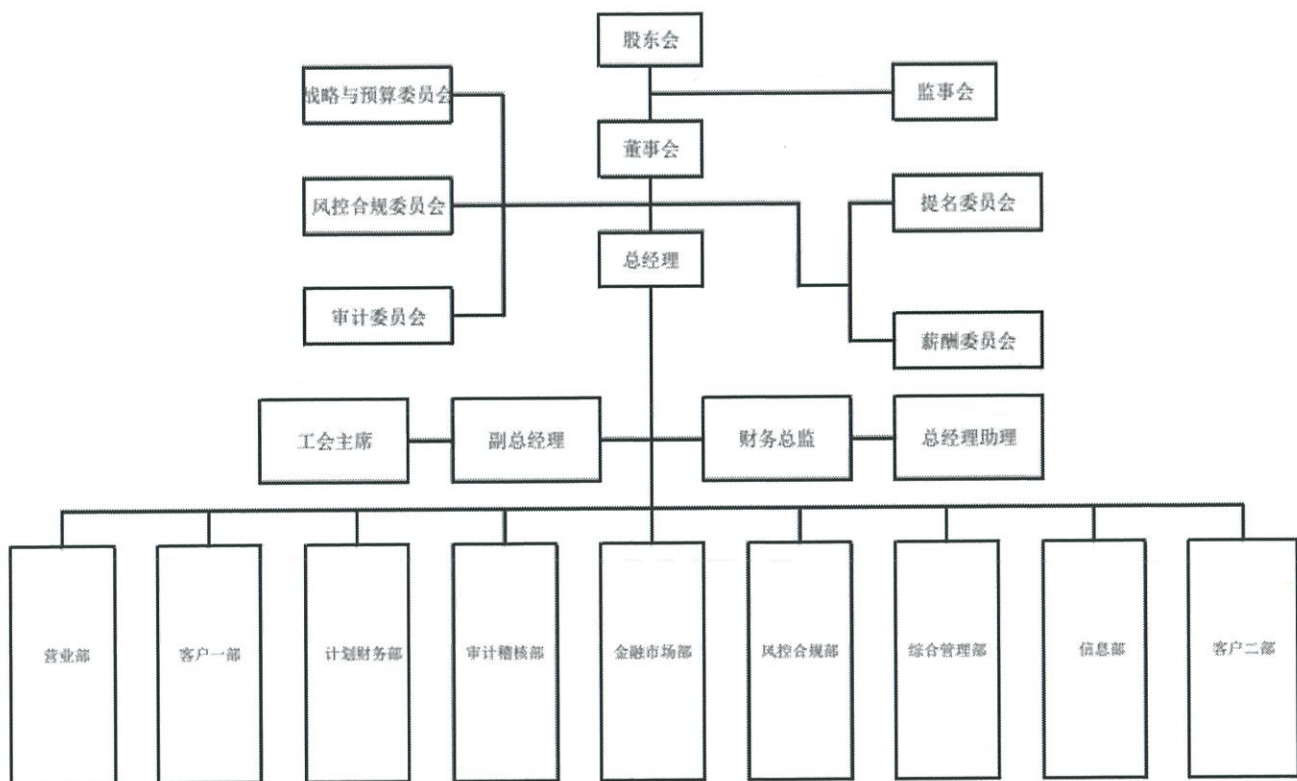 股东会
战略与预算委员会
监事会
董事会
风控合规委员会
提名委员会
总经理
审计委员会
薪酬委员会
工会主席
副总经理
财务总监
总经理助理
营业部
客户一部
计划财务部
审计稽核部
金融市场部
风控合规部
综合管理部
信息部
客户二部